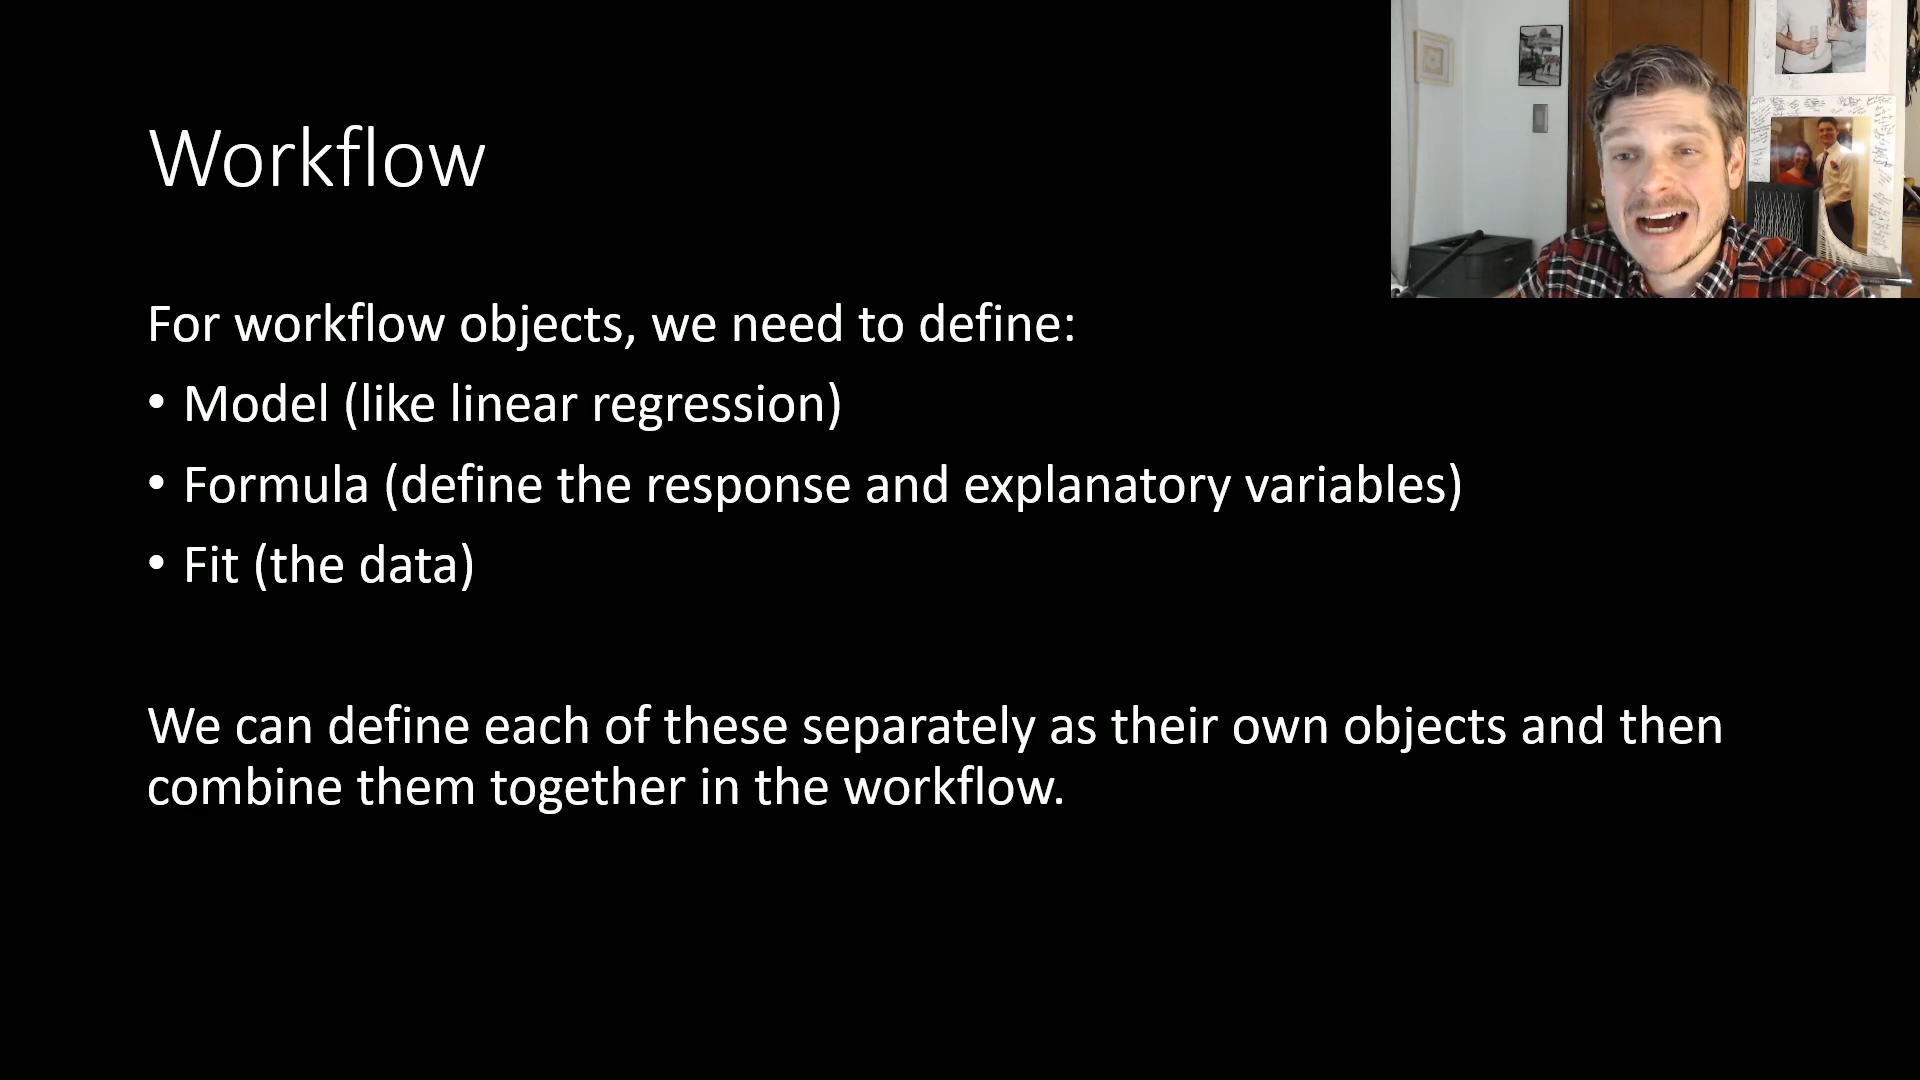 Workflow
For workflow objects, we need to define:
• Model (like linear regression)
• Formula (define the response and explanatory variables)
• Fit (the data)
We can define each of these separately as their own objects and then
combine them together in the workflow.